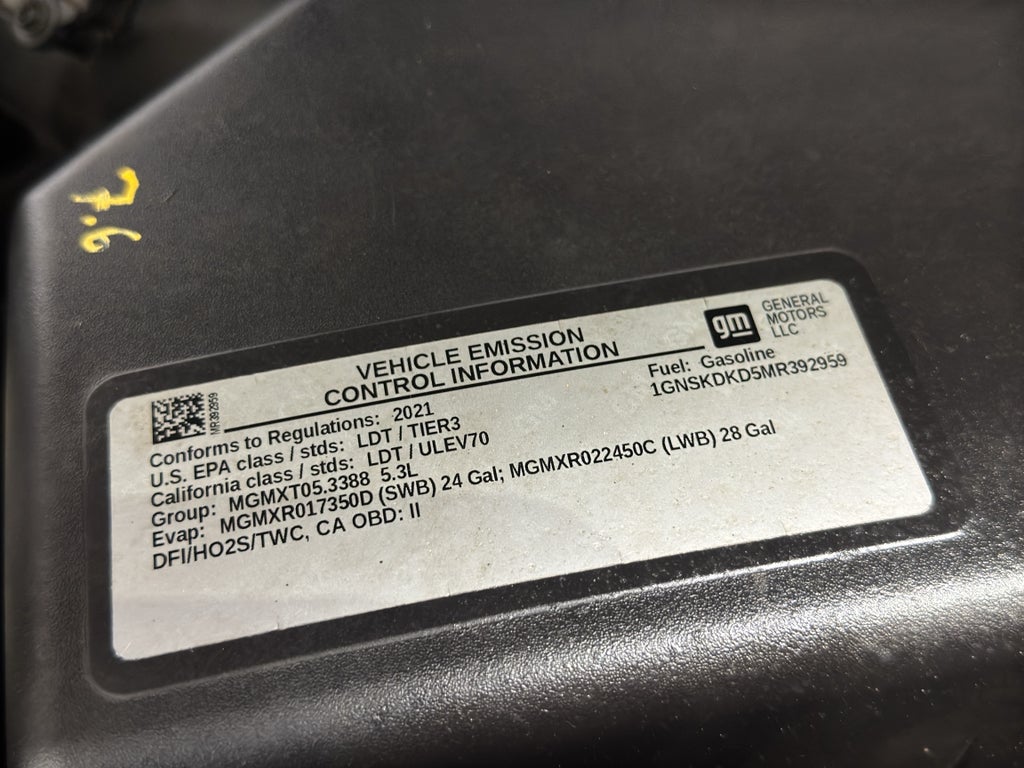 7.6
MR392959
VEHICLE EMISSION
CONTROL INFORMATION
gm GENERAL
MOTORS
LLC
Conforms to Regulations: 2021
Fuel: Gasoline
U.S. EPA class / stds: LDT / TIER3
1GNSKDKD5MR392959
California class / stds: LDT / ULEV70
Group: MGMXT05.3388 5.3L
Evap: MGMXR017350D (SWB) 24 Gal; MGMXR022450C (LWB) 28 Gal
DFI/HO2S/TWC, CA OBD: II